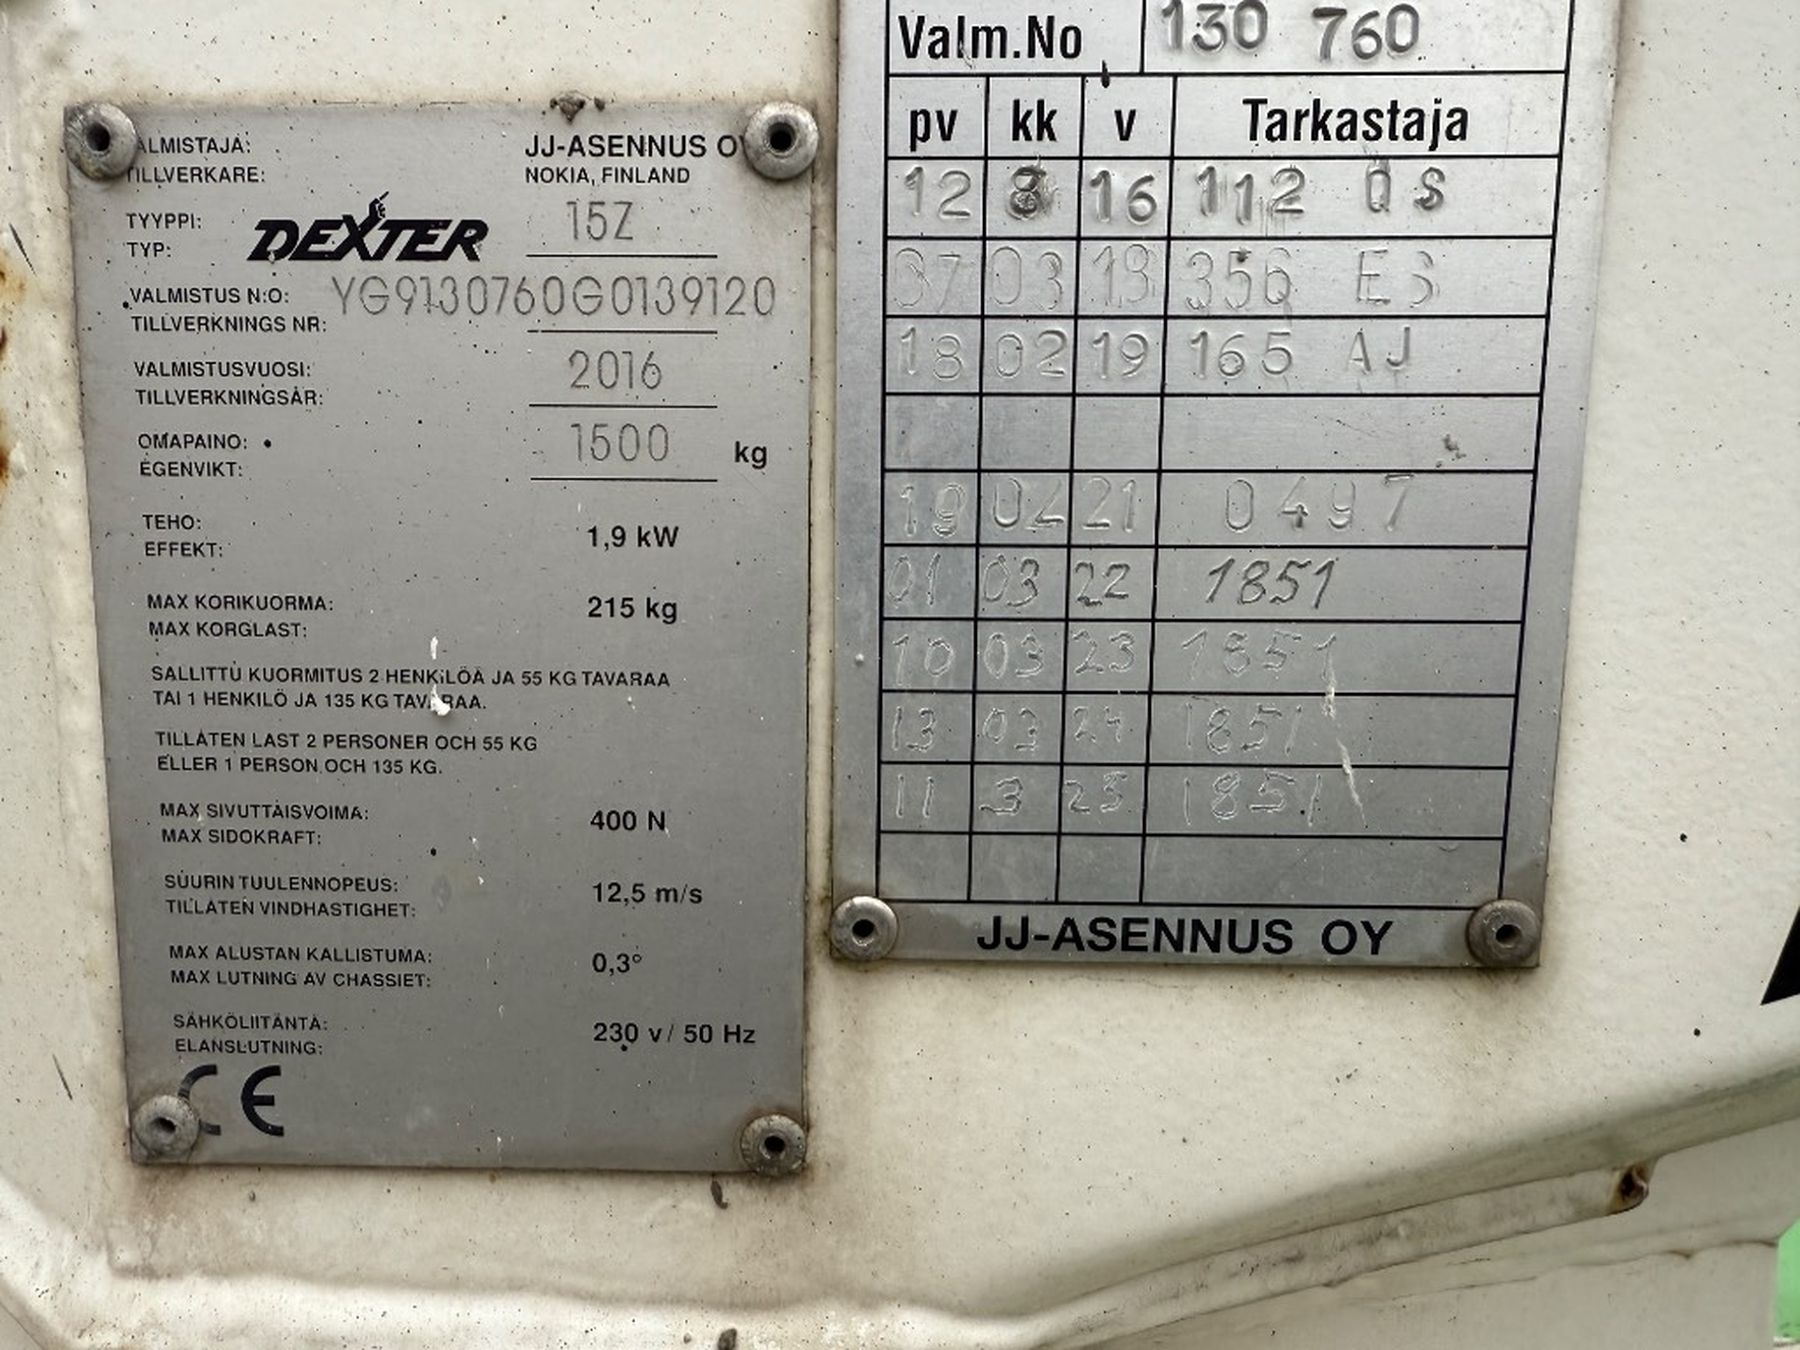 VALMISTAJA: JJ-ASENNUS OY
TILLVERKARE: NOKIA, FINLAND
TYYPPI: DEXTER 15Z
TYP:
VALMISTUS N:O: YG9130760G0139120
TILLVERKNINGS NR:
VALMISTUSVUOSI: 2016
TILLVERKNINGSÅR:
OMAPAINO: 1500 kg
EGENVIKT:
TEHO: 1,9 kW
EFFEKT:
MAX KORIKUORMA: 215 kg
MAX KORGLAST:
SALLITTU KUORMITUS 2 HENKILÖÄ JA 55 KG TAVARAA
TAI 1 HENKILÖ JA 135 KG TAVARAA.
TILLÅTEN LAST 2 PERSONER OCH 55 KG
ELLER 1 PERSON OCH 135 KG.
MAX SIVUTTAISVOIMA: 400 N
MAX SIDOKRAFT:
SUURIN TUULENNOPEUS: 12,5 m/s
TILLÅTEN VINDHASTIGHET:
MAX ALUSTAN KALLISTUMA: 0,3°
MAX LUTNING AV CHASSIET:
SÄHKÖLIITÄNTÄ: 230 v/ 50 Hz
ELANSLUTNING:
CE
Valm.No 130 760
pv kk v Tarkastaja
12 8 16 112 OS
07 03 356
18 02 19 165 AJ
19 02 21 0497
01 03 22 1851
10 03 23 1851
13 03 24 1851
11 3 25 1851
JJ-ASENNUS OY